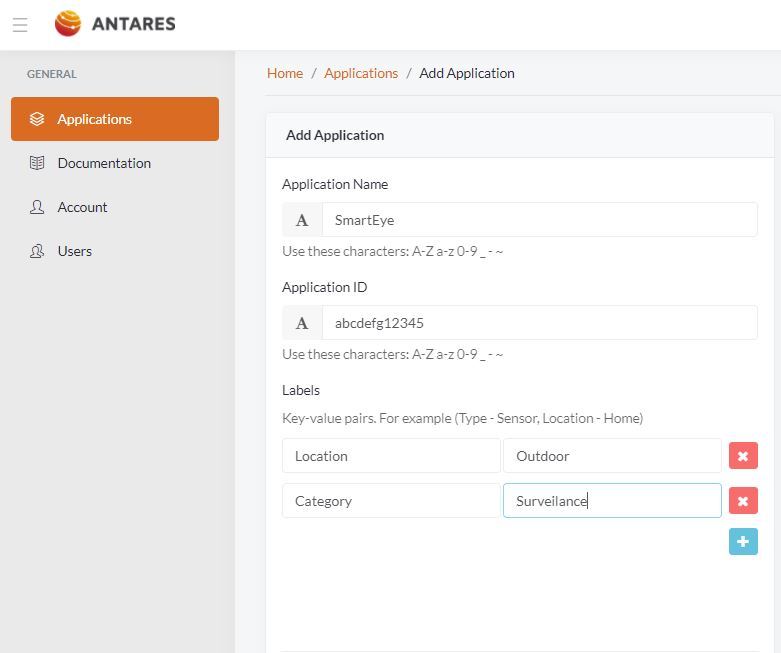 ANTARES
GENERAL
Applications
Documentation
Account
Users
Home / Applications / Add Application
Add Application
Application Name
A SmartEye
Use these characters: A-Z a-z 0-9 _ - ~
Application ID
A abcdefg12345
Use these characters: A-Z a-z 0-9 _ - ~
Labels
Key-value pairs. For example (Type - Sensor, Location - Home)
Location Outdoor
Category Surveilance